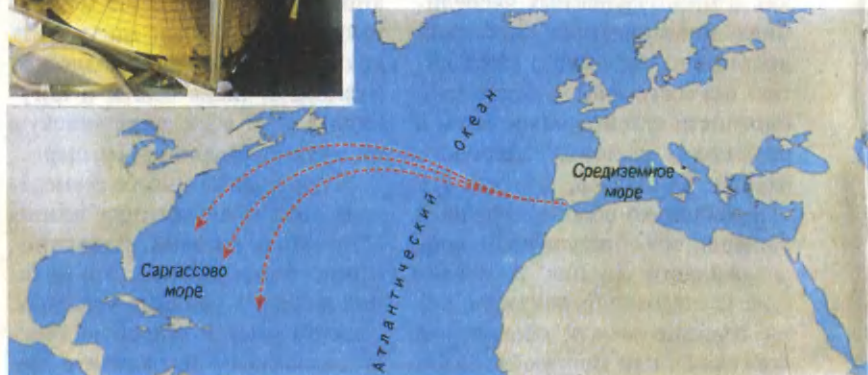 Атлантический океан
Средиземное
море
Саргассово
море